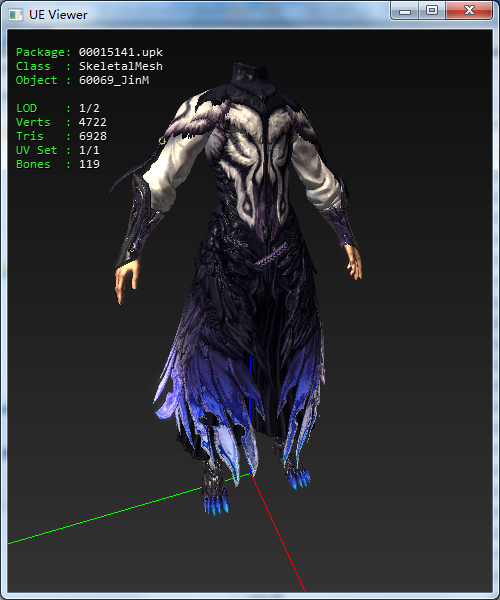 UE Viewer
Package: 00015141.upk
Class : SkeletalMesh
Object : 60069_JinM
LOD : 1/2
Verts : 4722
Tris : 6928
UV Set : 1/1
Bones : 119